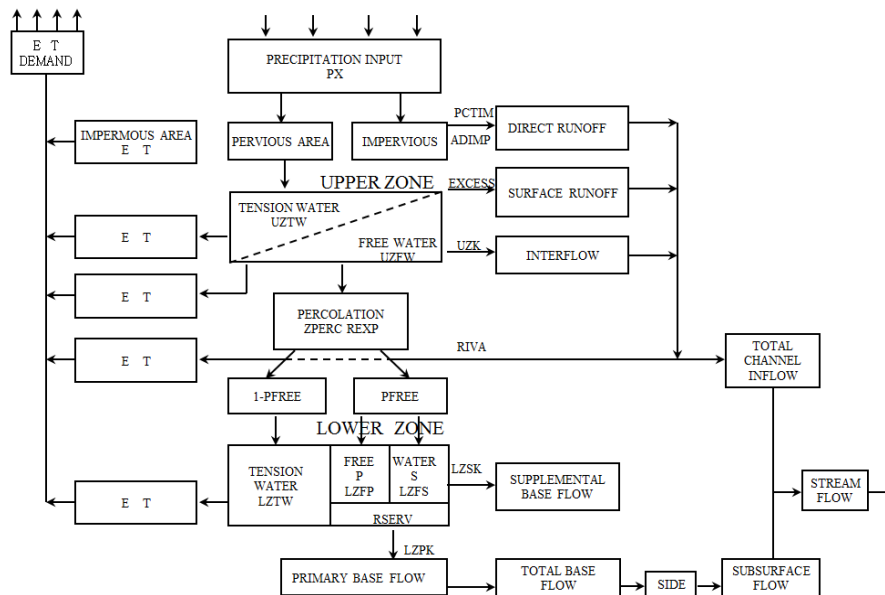 E T
DEMAND
PRECIPITATION INPUT
PX
PCTIM
IMPERMOUS AREA
E T
PERVIOUS AREA
IMPERVIOUS
ADIMP
DIRECT RUNOFF
UPPER ZONE
EXCESS
SURFACE RUNOFF
TENSION WATER
UZTW
E T
FREE WATER
UZFW
UZK
INTERFLOW
E T
PERCOLATION
ZPERC REXP
RIVA
E T
TOTAL
CHANNEL
INFLOW
1-PFREE
PFREE
LOWER ZONE
TENSION
WATER
LZTW
FREE
P
LZFP
WATER
S
LZFS
LZSK
SUPPLEMENTAL
BASE FLOW
STREAM
FLOW
E T
RSERV
LZPK
PRIMARY BASE FLOW
TOTAL BASE
FLOW
SIDE
SUBSURFACE
FLOW